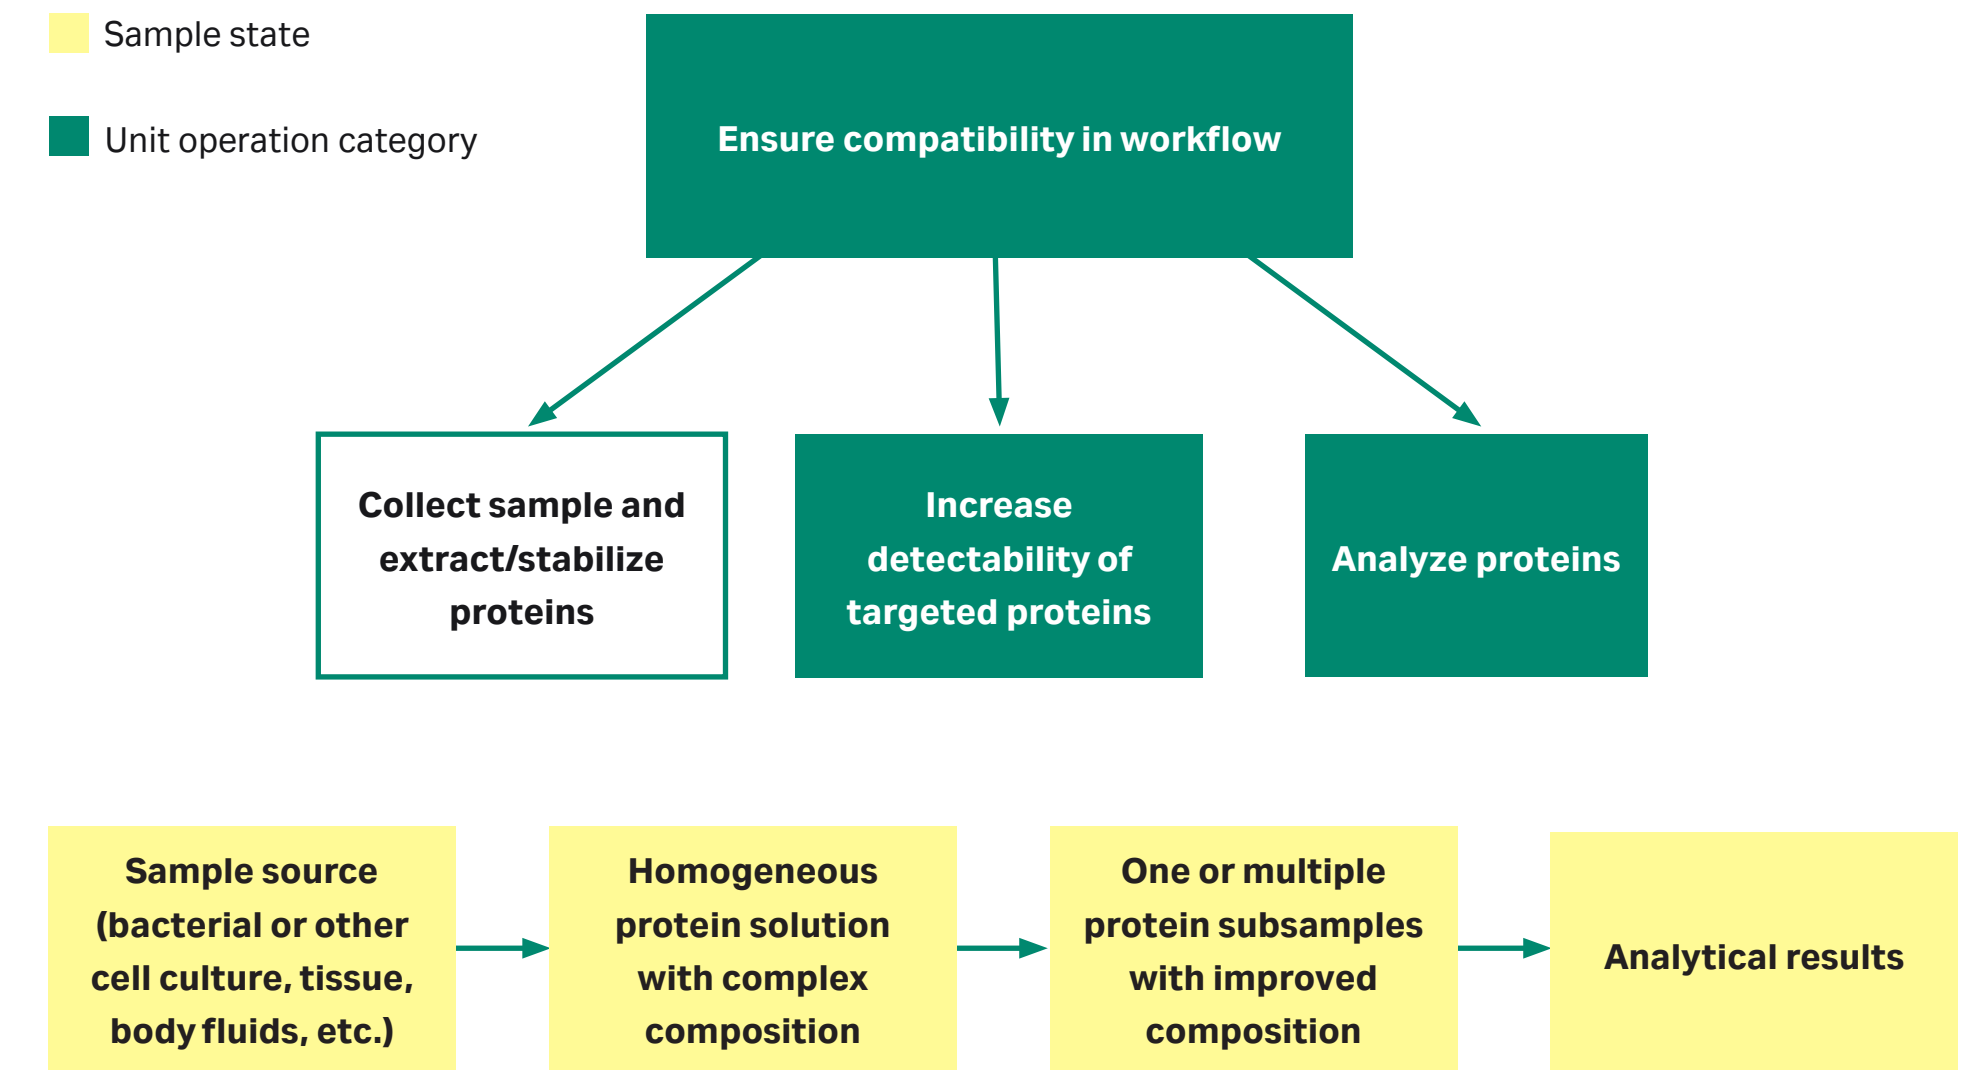 Sample state
Unit operation category
Ensure compatibility in workflow
Collect sample and
extract/stabilize
proteins
Increase
detectability of
targeted proteins
Analyze proteins
Sample source
(bacterial or other
cell culture, tissue,
body fluids, etc.)
Homogeneous
protein solution
with complex
composition
One or multiple
protein subsamples
with improved
composition
Analytical results